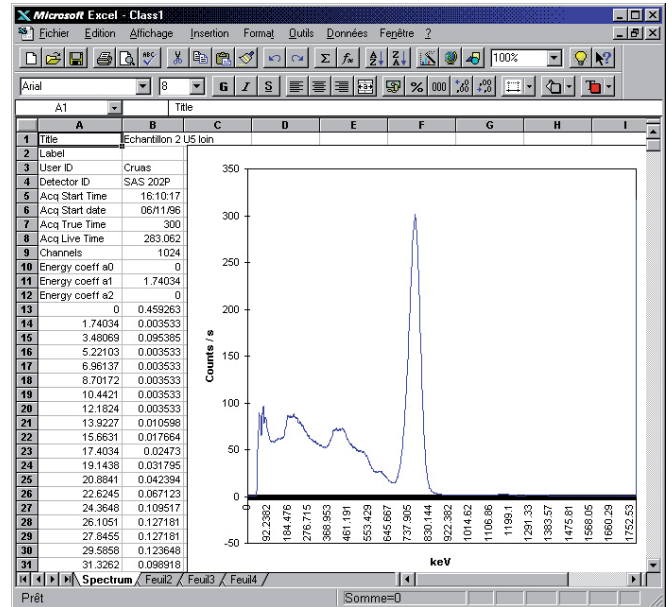 Microsoft Excel - Class1
Fichier Edition Affichage Insertion Format Outils Données Fenêtre ?
100%
Arial 8 G I S % 000
A1 Title
A B C D E F G H I
1 Title Echantillon 2 U5 loin
2 Label
3 User ID Cruas
4 Detector ID SAS 202P
5 Acq Start Time 16:10:17
6 Acq Start date 06/11/96
7 Acq True Time 300
8 Acq Live Time 283.062
9 Channels 1024
10 Energy coeff a0 0
11 Energy coeff a1 1.74034
12 Energy coeff a2 0
13 0 0.459263
14 1.74034 0.003533
15 3.48069 0.095385
16 5.22103 0.003533
17 6.96137 0.003533
18 8.70172 0.003533
19 10.4421 0.003533
20 12.1824 0.003533
21 13.9227 0.010598
22 15.6631 0.017664
23 17.4034 0.02473
24 19.1438 0.031795
25 20.8841 0.042394
26 22.6245 0.067123
27 24.3648 0.109517
28 26.1051 0.127181
29 27.8455 0.127181
30 29.5858 0.123648
31 31.3262 0.098918
350
300
250
200
150
100
50
0
-50
Counts / s
0 92.2382 184.476 276.715 368.953 461.191 553.429 645.667 737.905 830.144 922.382 1014.62 1106.86 1199.1 1291.33 1383.57 1475.81 1568.05 1660.29 1752.53
keV
Spectrum Feuil2 Feuil3 Feuil4
Prêt Somme=0